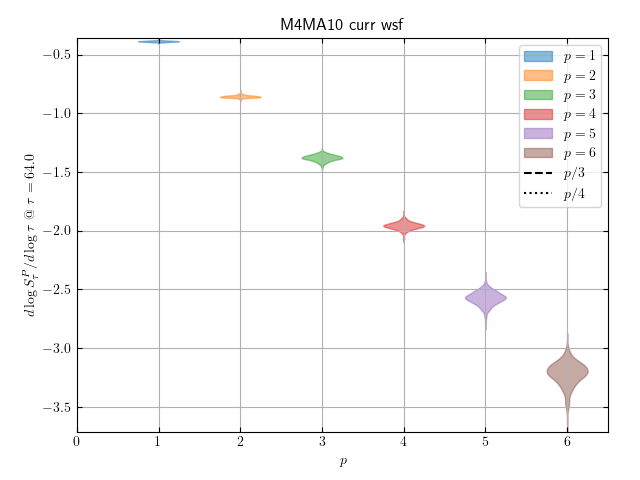 M4MA10 curr wsf
d log S_τ^P / d log τ @ τ = 64.0
−0.5
−1.0
−1.5
−2.0
−2.5
−3.0
−3.5
0
1
2
3
4
5
6
p
p = 1
p = 2
p = 3
p = 4
p = 5
p = 6
p/3
p/4